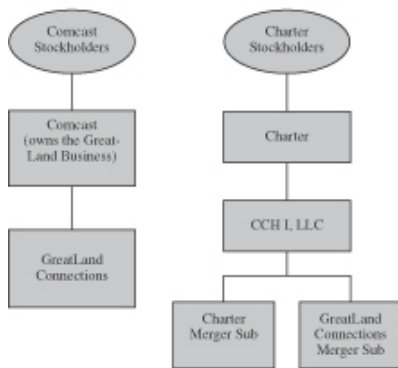 Comcast
Stockholders
Comcast
(owns the Great-
Land Business)
GreatLand
Connections
Charter
Stockholders
Charter
CCH I, LLC
Charter
Merger Sub
GreatLand
Connections
Merger Sub